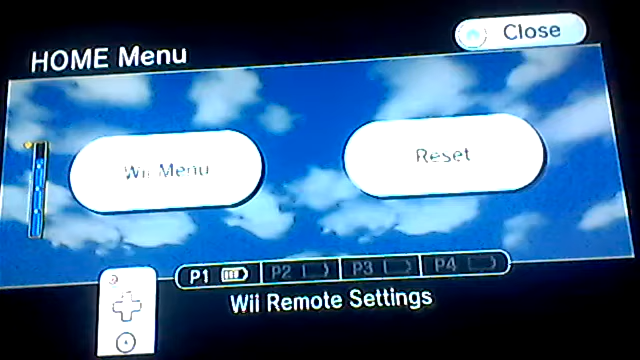 HOME Menu
Close
Wii Menu
Reset
P1 P2 P3 P4
Wii Remote Settings